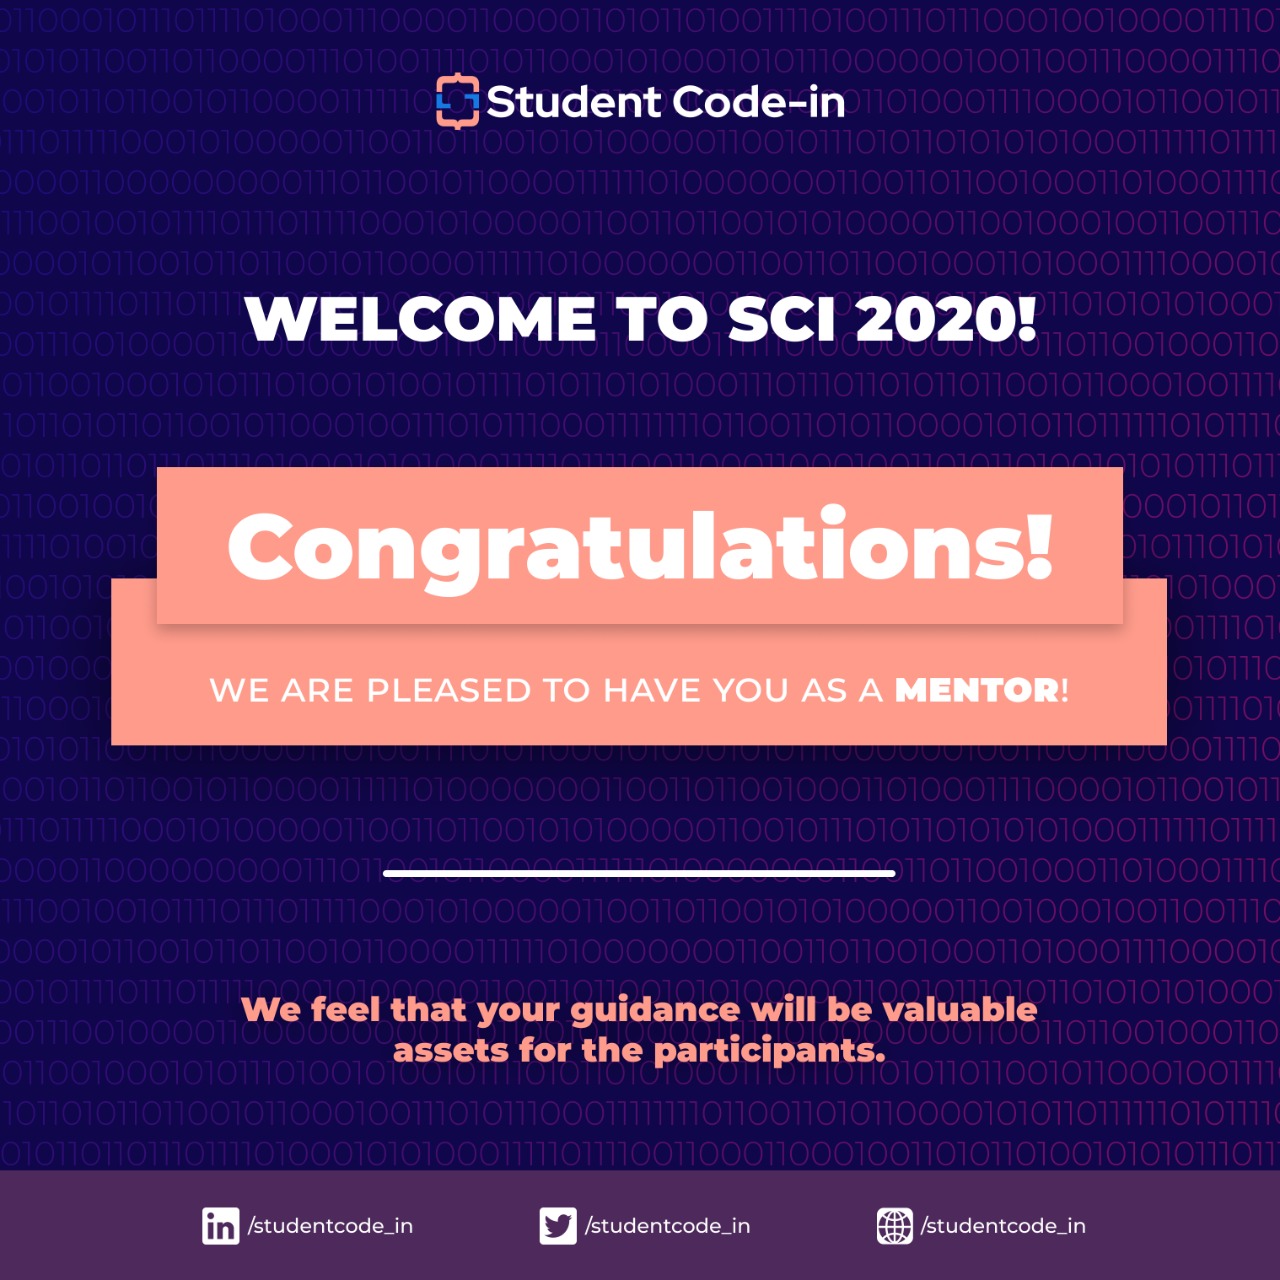 Student Code-in
WELCOME TO SCI 2020!
Congratulations!
WE ARE PLEASED TO HAVE YOU AS A MENTOR!
We feel that your guidance will be valuable
assets for the participants.
in /studentcode_in
/studentcode_in
/studentcode_in